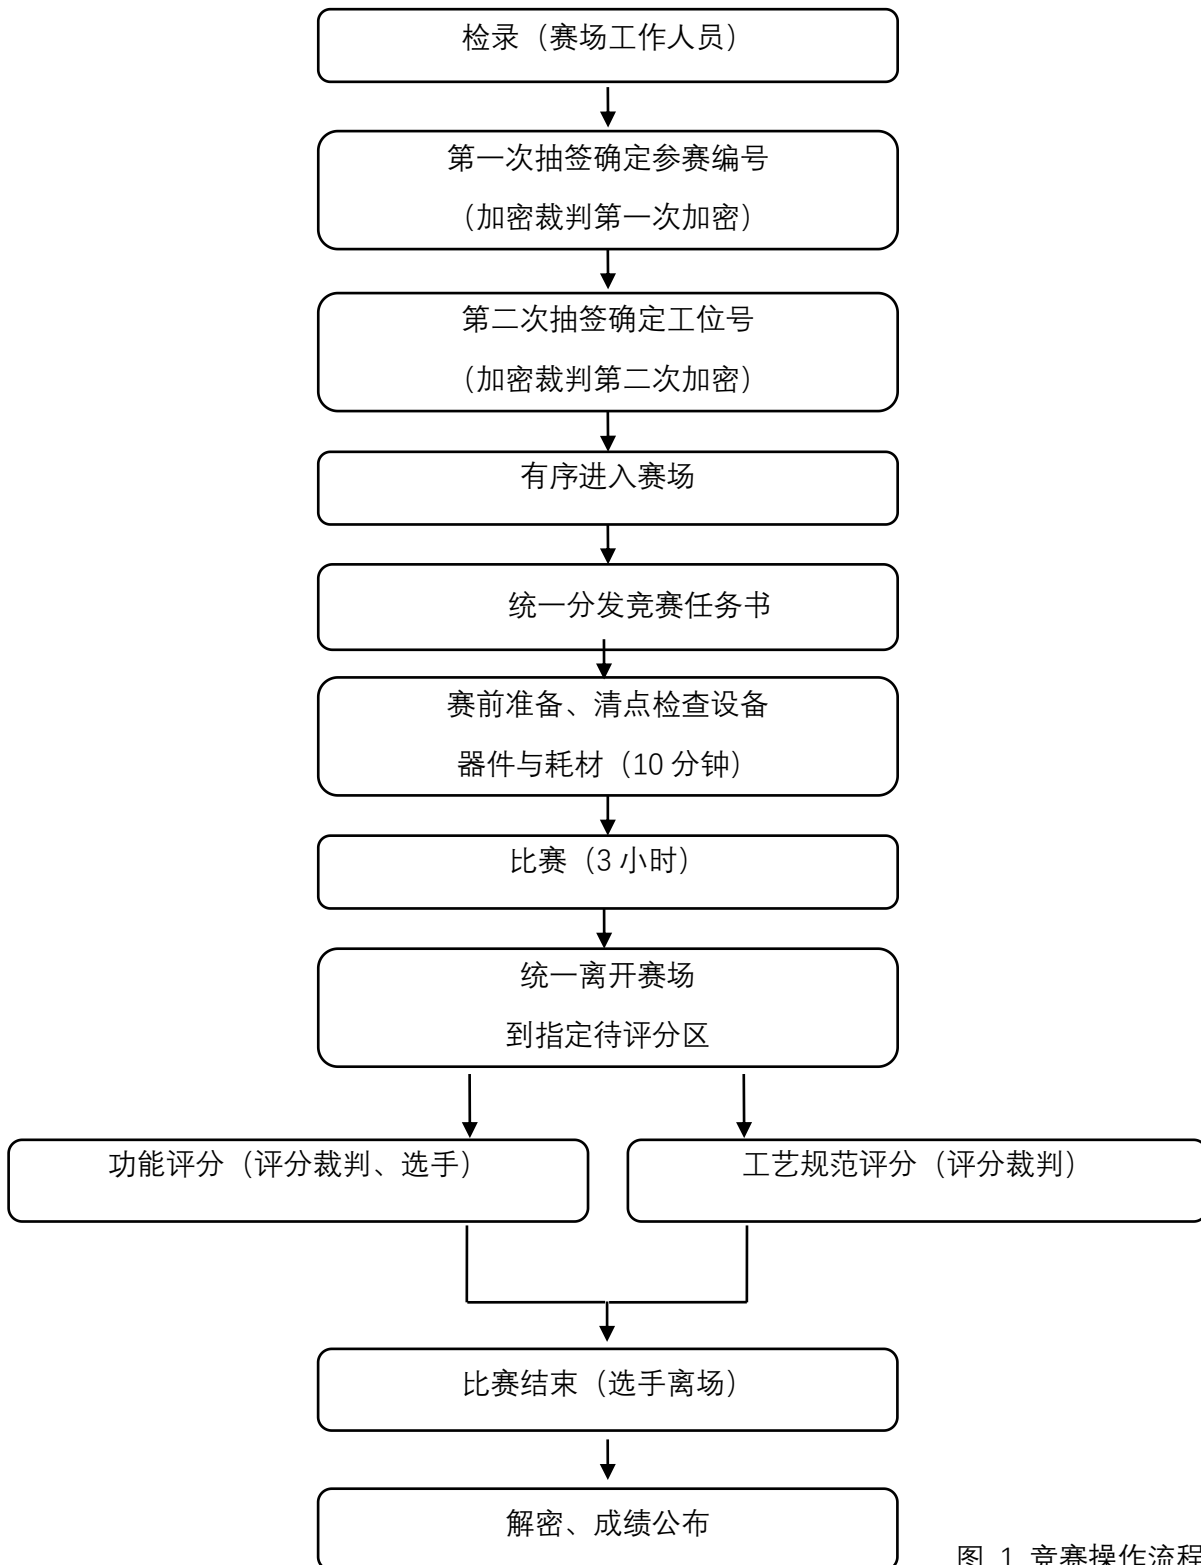 检录（赛场工作人员）
第一次抽签确定参赛编号
（加密裁判第一次加密）
第二次抽签确定工位号
（加密裁判第二次加密）
有序进入赛场
统一分发竞赛任务书
赛前准备、清点检查设备
器件与耗材（10 分钟）
比赛（3 小时）
统一离开赛场
到指定待评分区
功能评分（评分裁判、选手）
工艺规范评分（评分裁判）
比赛结束（选手离场）
解密、成绩公布
图 1 竞赛操作流程